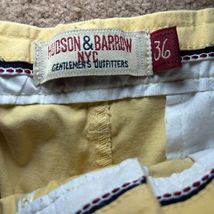 HUDSON & BARROW
NYC
GENTLEMEN'S OUTFITTERS
36